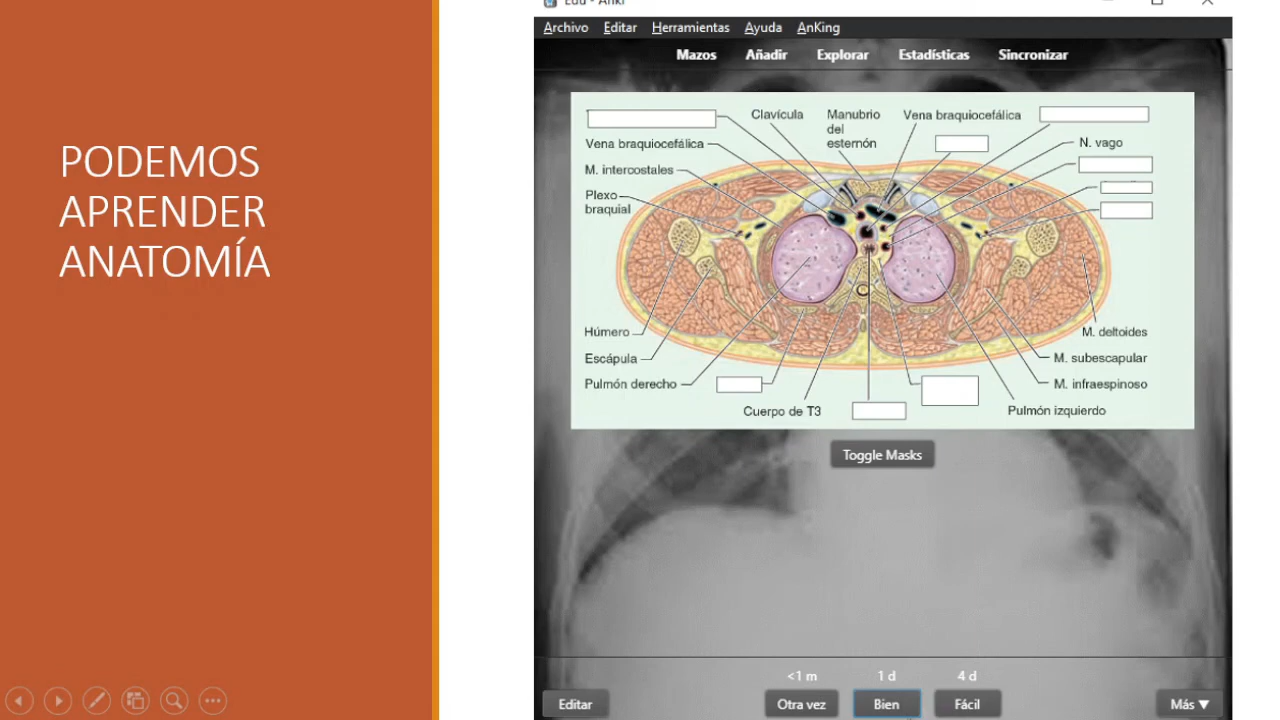 PODEMOS
APRENDER
ANATOMÍA
Edu - Anki
Archivo Editar Herramientas Ayuda AnKing
Mazos Añadir Explorar Estadísticas Sincronizar
Clavícula
Manubrio
del
esternón
Vena braquiocefálica
Vena braquiocefálica
N. vago
M. intercostales
Plexo
braquial
Húmero
Escápula
Pulmón derecho
Cuerpo de T3
M. deltoides
M. subescapular
M. infraespinoso
Pulmón izquierdo
Toggle Masks
<1 m 1 d 4 d
Editar Otra vez Bien Fácil Más ▼